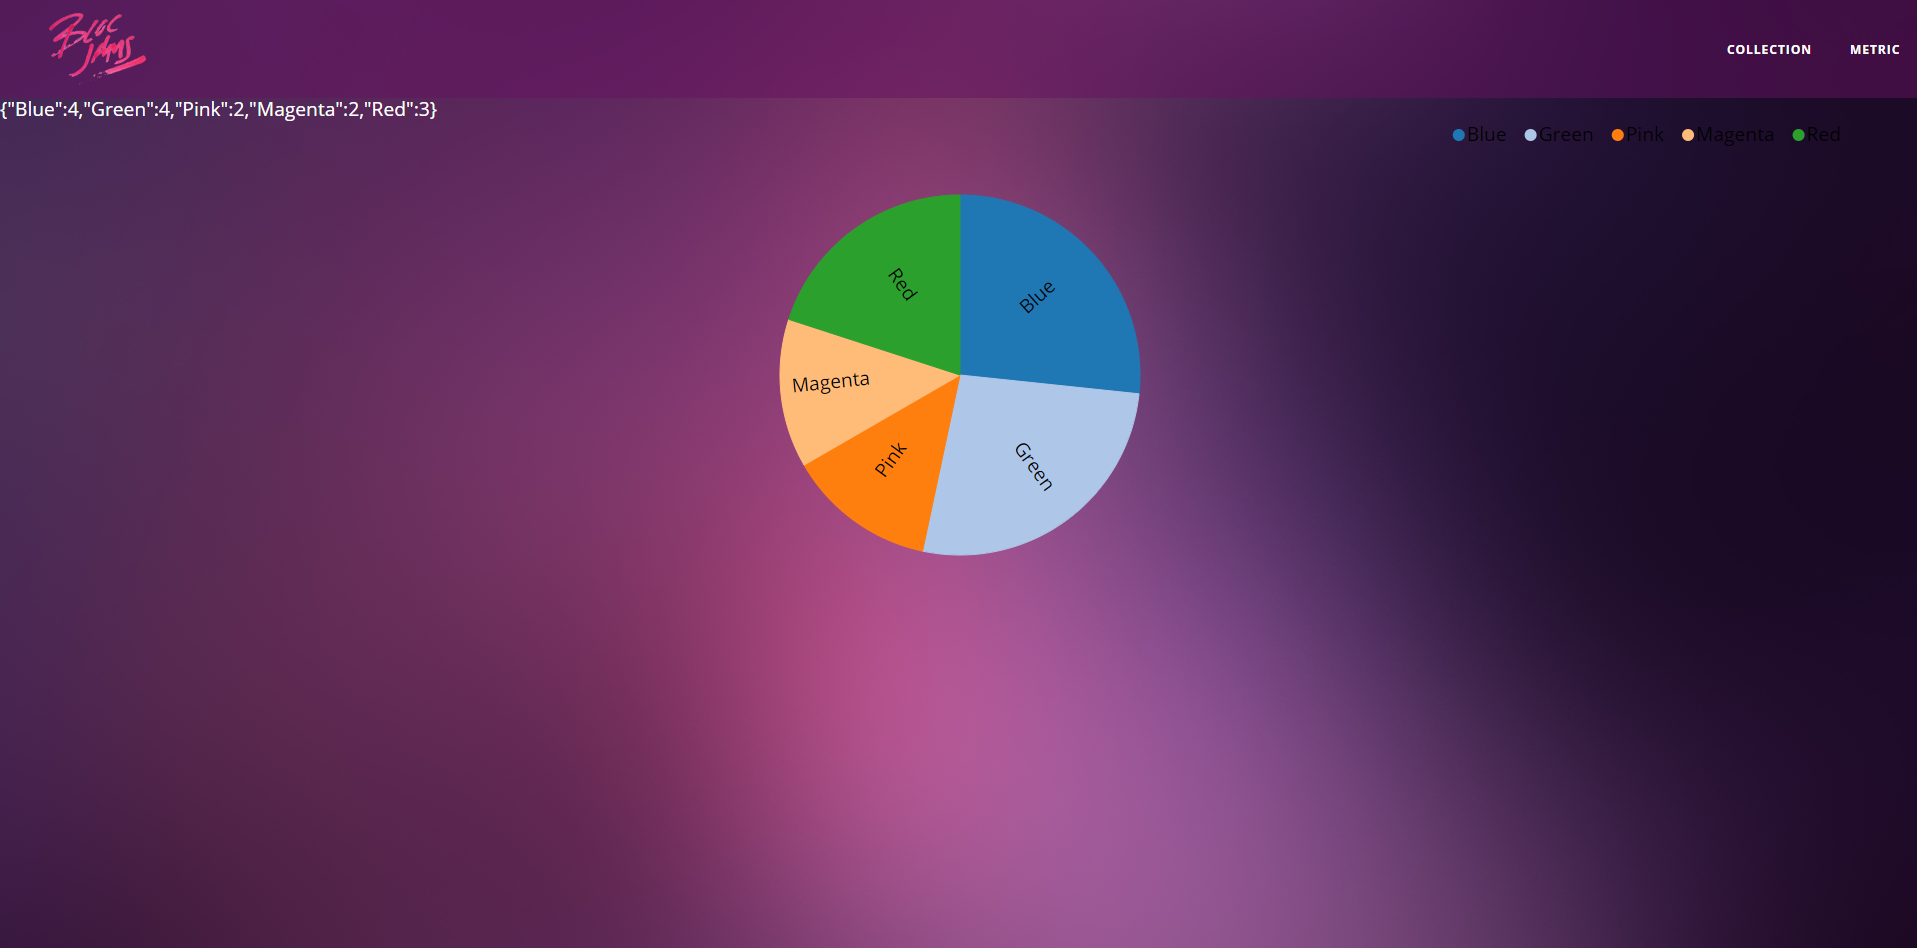 Bloc
Jams
COLLECTION METRIC
{"Blue":4,"Green":4,"Pink":2,"Magenta":2,"Red":3}
Blue Green Pink Magenta Red
Red
Blue
Magenta
Pink
Green